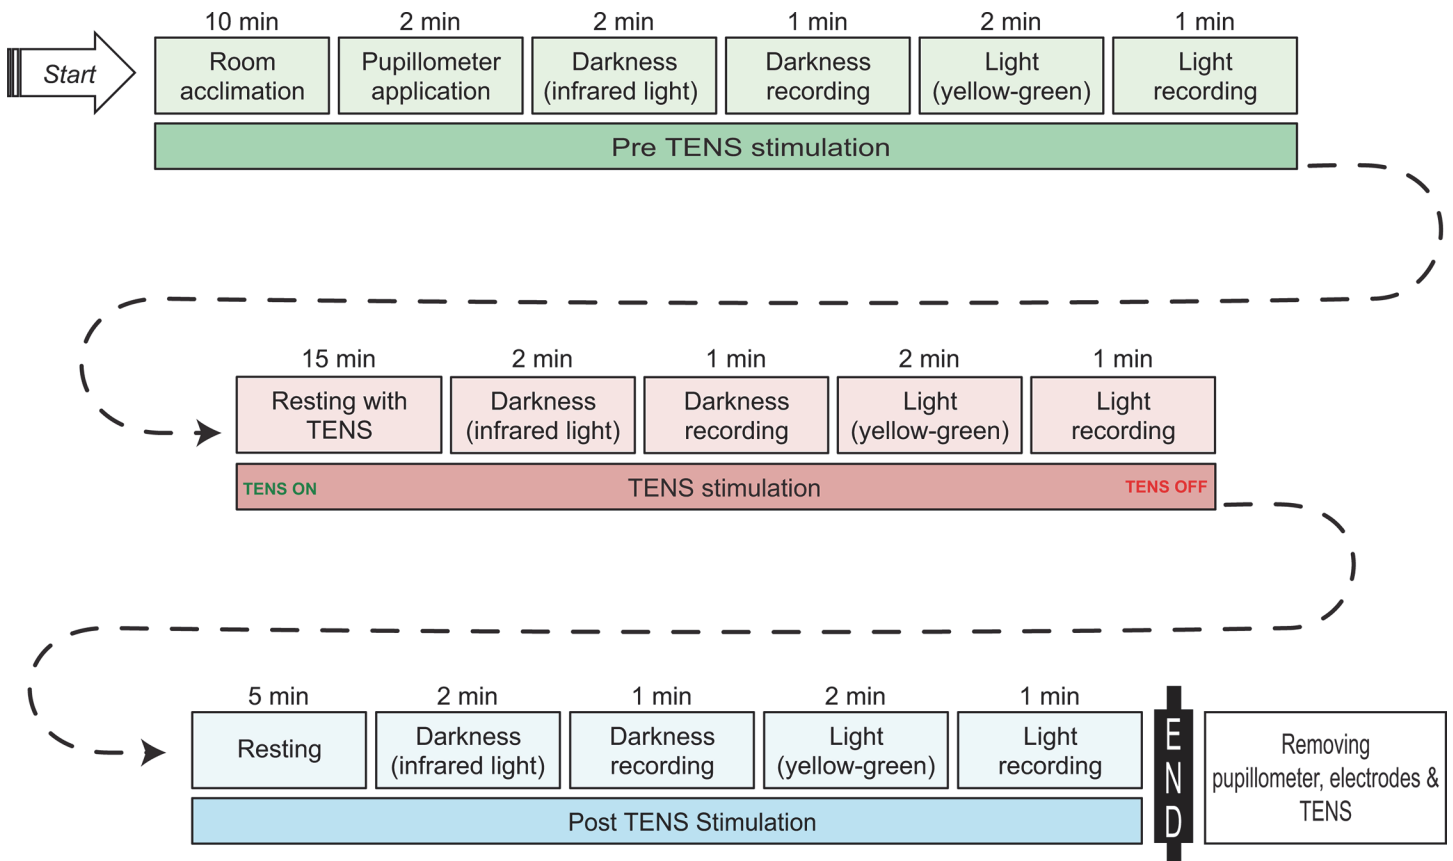 10 min
2 min
2 min
1 min
2 min
1 min
Start
Room
acclimation
Pupillometer
application
Darkness
(infrared light)
Darkness
recording
Light
(yellow-green)
Light
recording
Pre TENS stimulation
15 min
2 min
1 min
2 min
1 min
Resting with
TENS
Darkness
(infrared light)
Darkness
recording
Light
(yellow-green)
Light
recording
TENS ON
TENS stimulation
TENS OFF
5 min
2 min
1 min
2 min
1 min
Resting
Darkness
(infrared light)
Darkness
recording
Light
(yellow-green)
Light
recording
Post TENS Stimulation
END
Removing
pupillometer, electrodes &
TENS